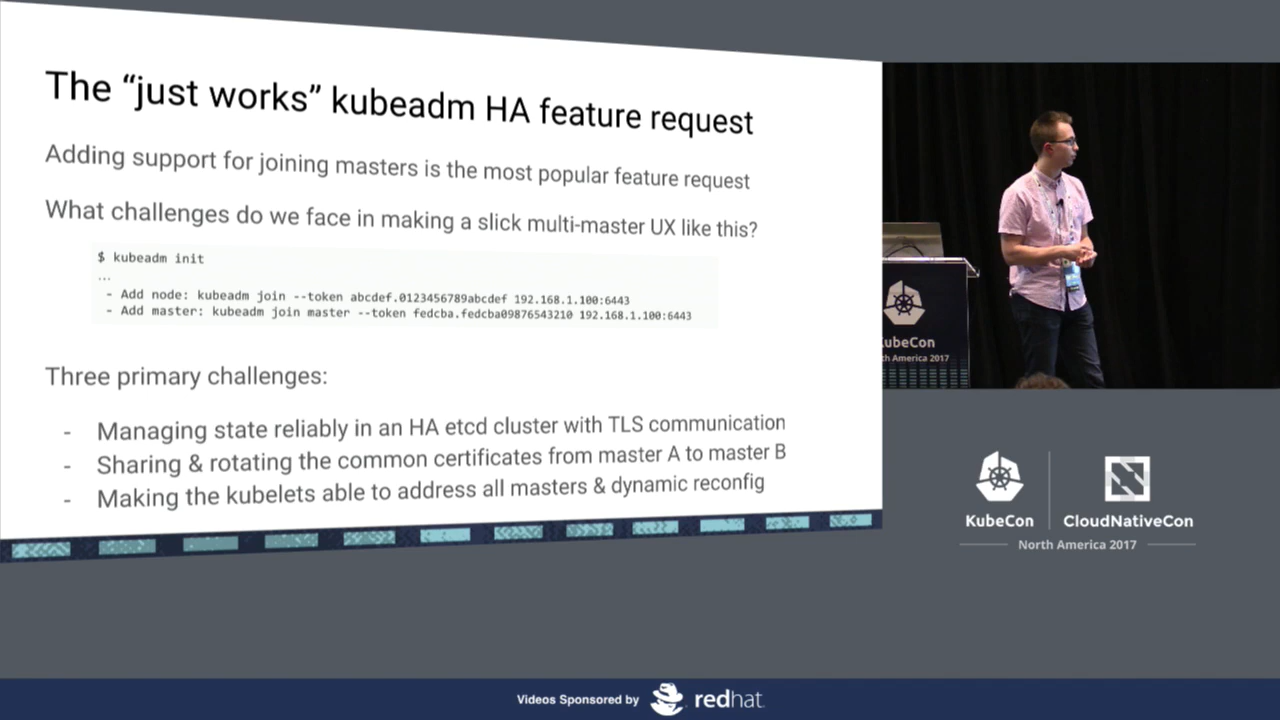 The “just works” kubeadm HA feature request
Adding support for joining masters is the most popular feature request
What challenges do we face in making a slick multi-master UX like this?
$ kubeadm init
...
- Add node: kubeadm join --token abcdef.0123456789abcdef 192.168.1.100:6443
- Add master: kubeadm join master --token fedcba.fedcba09876543210 192.168.1.100:6443
Three primary challenges:
- Managing state reliably in an HA etcd cluster with TLS communication
- Sharing & rotating the common certificates from master A to master B
- Making the kubelets able to address all masters & dynamic reconfig
ubeCon
th America 2017
KubeCon
CloudNativeCon
North America 2017
Videos Sponsored by
redhat